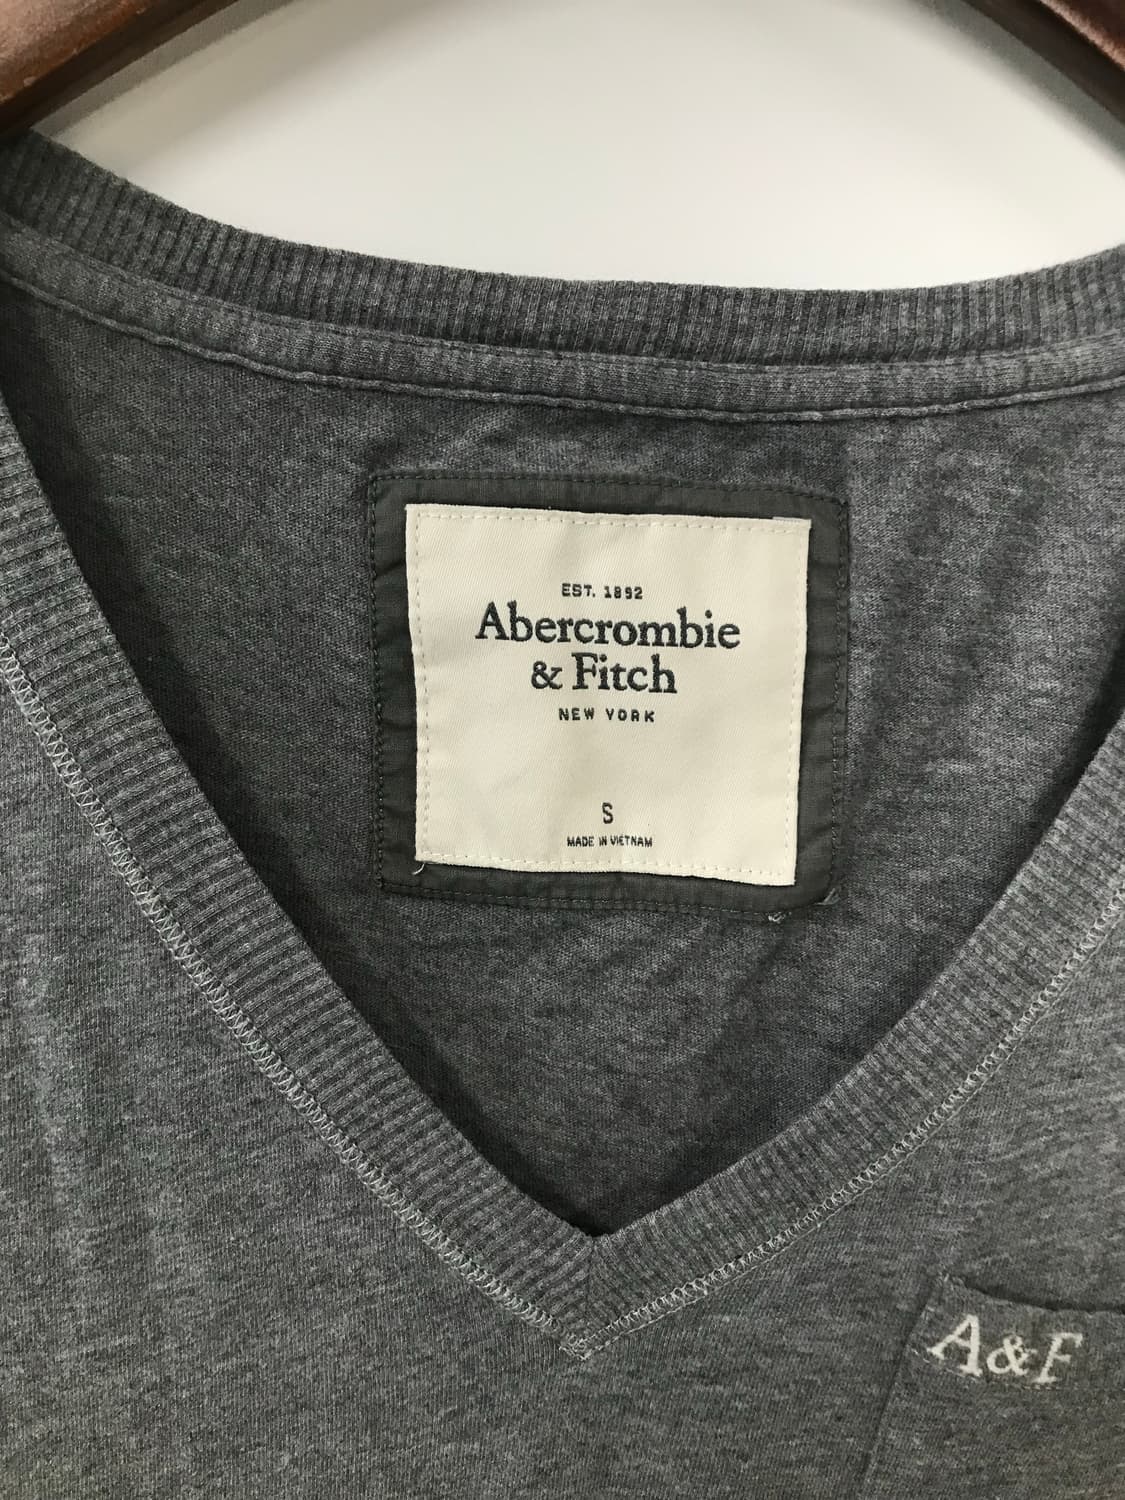 EST. 1892
Abercrombie
& Fitch
NEW YORK
S
MADE IN VIETNAM
A&F